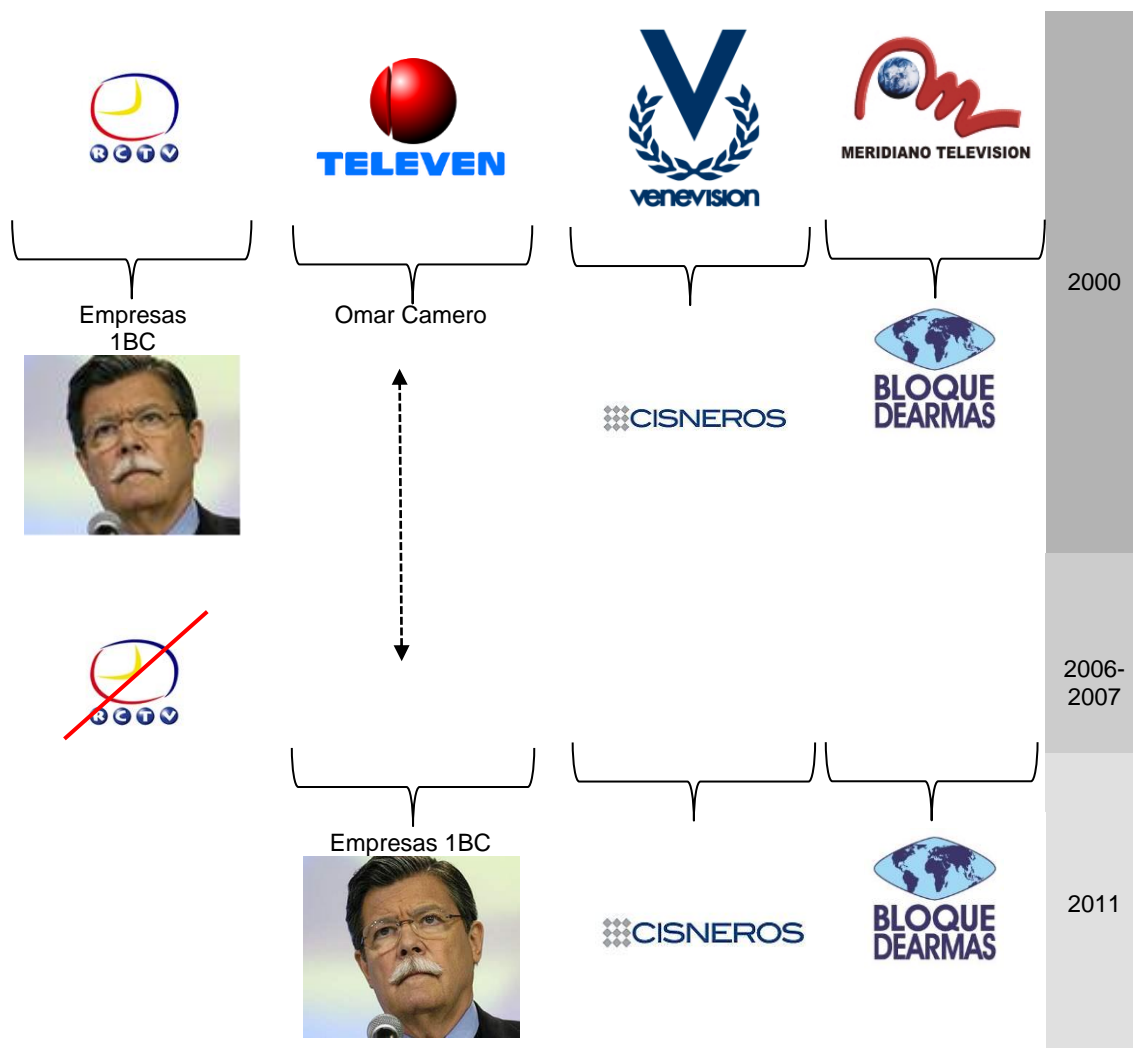 RCTV
TELEVEN
venevision
MERIDIANO TELEVISION
2000
Empresas
1BC
Omar Camero
CISNEROS
BLOQUE
DEARMAS
RCTV
2006-
2007
Empresas 1BC
CISNEROS
BLOQUE
DEARMAS
2011